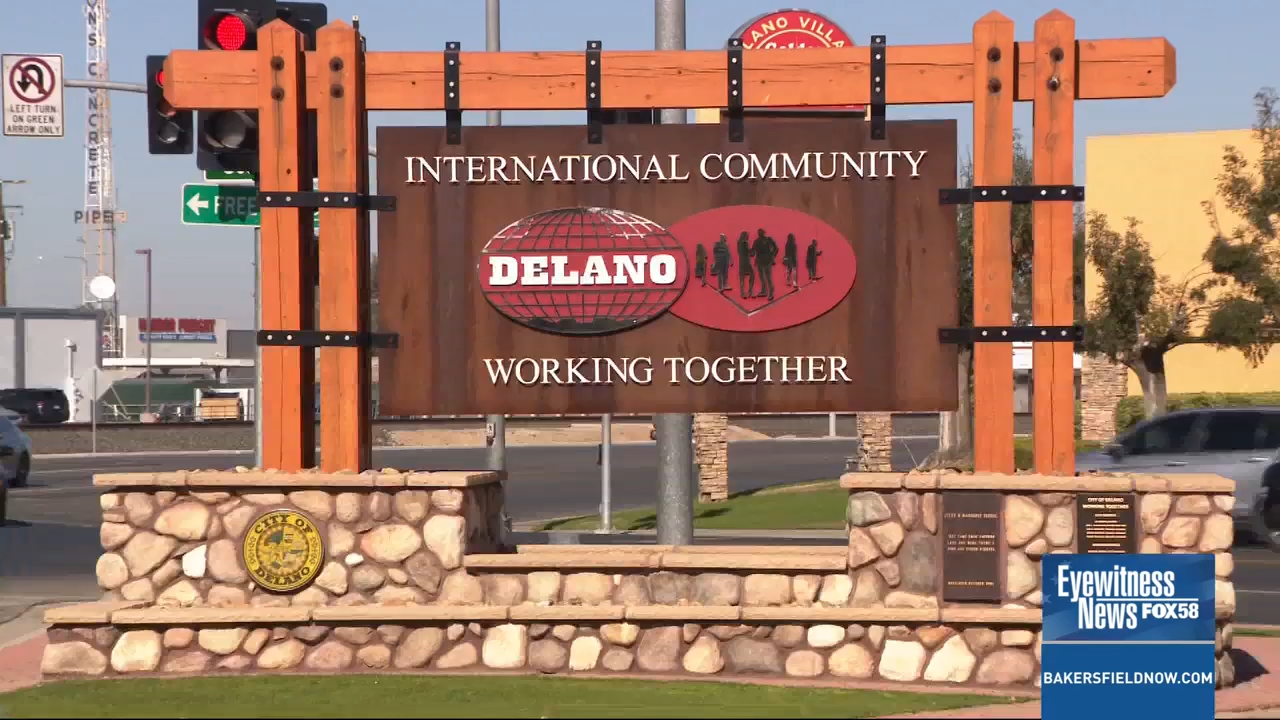 LEFT TURN
ON GREEN
ARROW ONLY
CONCRETE
PIPE
FREE
INTERNATIONAL COMMUNITY
DELANO
WORKING TOGETHER
CITY OF
DELANO
CITY OF DELANO
WORKING TOGETHER
Eyewitness
News FOX58
BAKERSFIELDNOW.COM